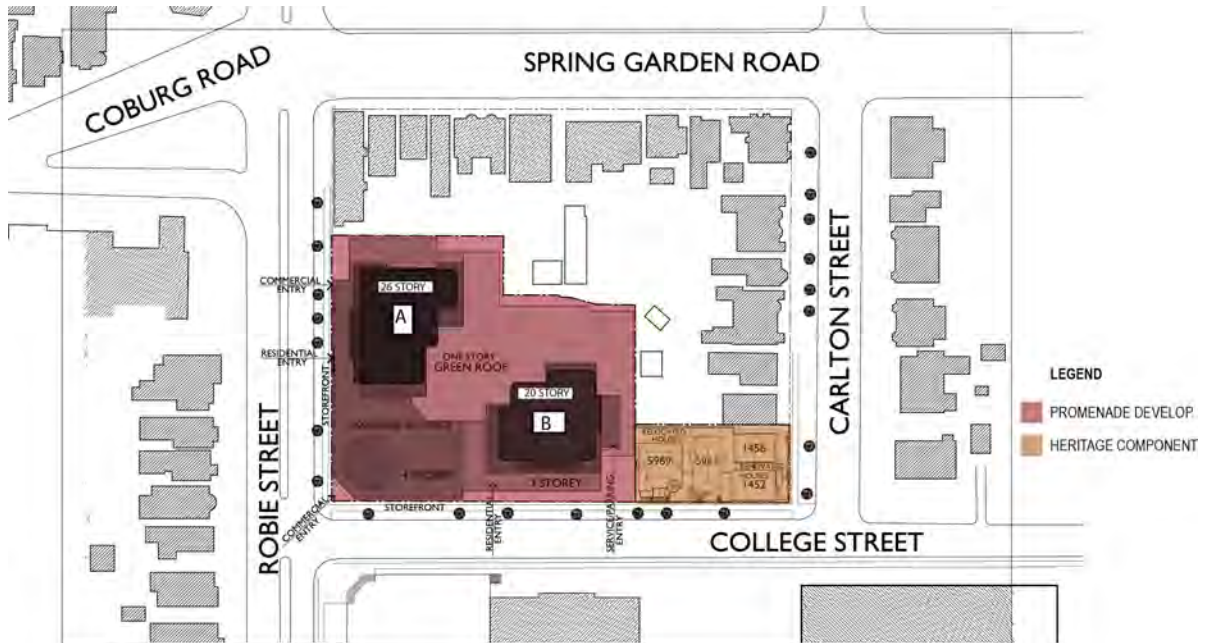 SPRING GARDEN ROAD
COBURG ROAD
COMMERCIAL
ENTRY
26 STORY
A
RESIDENTIAL
ENTRY
STOREFRONT
ONE STORY
GREEN ROOF
20 STORY
B
CARLTON STREET
LEGEND
PROMENADE DEVELOP.
HERITAGE COMPONENT
ROBIE STREET
HOUSE
5969
1456
1452
3 STOREY
STOREFRONT
COMMERCIAL
ENTRY
RESIDENTIAL
ENTRY
SERVICE/PARKING
ENTRY
COLLEGE STREET